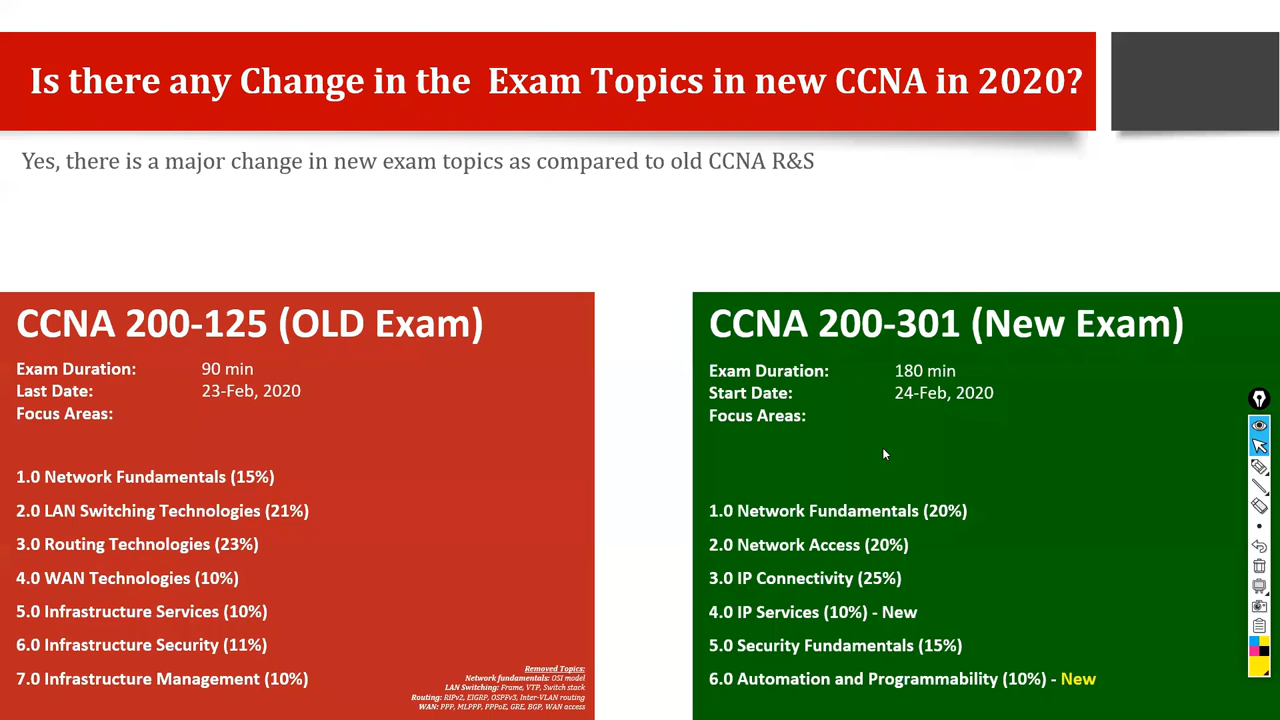 Is there any Change in the Exam Topics in new CCNA in 2020?
Yes, there is a major change in new exam topics as compared to old CCNA R&S
CCNA 200-125 (OLD Exam)
Exam Duration: 90 min
Last Date: 23-Feb, 2020
Focus Areas:
1.0 Network Fundamentals (15%)
2.0 LAN Switching Technologies (21%)
3.0 Routing Technologies (23%)
4.0 WAN Technologies (10%)
5.0 Infrastructure Services (10%)
6.0 Infrastructure Security (11%)
7.0 Infrastructure Management (10%)
Removed Topics:
Network fundamentals: OSI model
LAN Switching: Frame, VTP, Switch stack
Routing: RIPv2, EIGRP, OSPFv3, Inter-VLAN routing
WAN: PPP, MLPPP, PPPoE, GRE, BGP, WAN access
CCNA 200-301 (New Exam)
Exam Duration: 180 min
Start Date: 24-Feb, 2020
Focus Areas:
1.0 Network Fundamentals (20%)
2.0 Network Access (20%)
3.0 IP Connectivity (25%)
4.0 IP Services (10%) - New
5.0 Security Fundamentals (15%)
6.0 Automation and Programmability (10%) - New